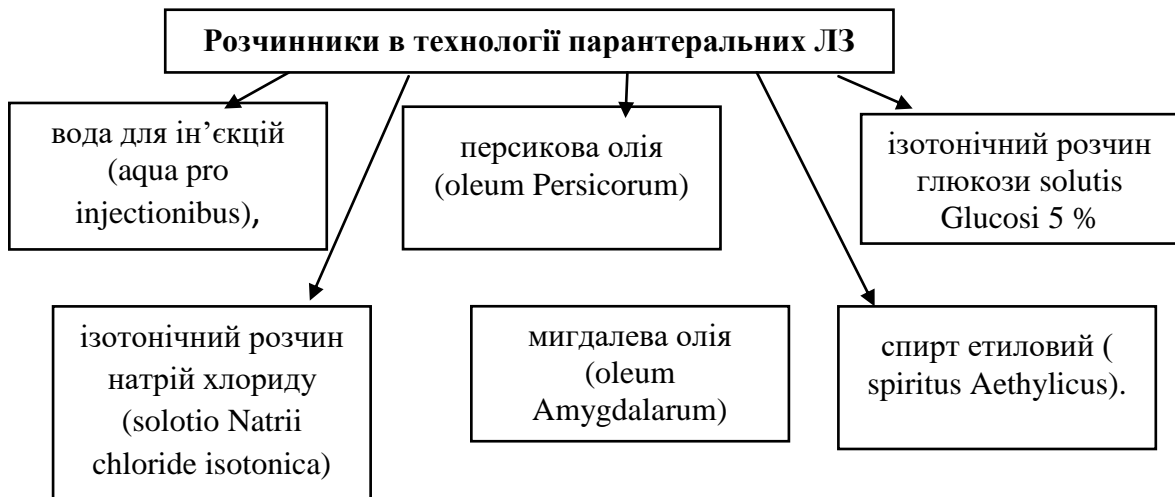 Розчинники в технології парантеральних ЛЗ
вода для ін’єкцій
(aqua pro
injectionibus),
персикова олія
(oleum Persicorum)
ізотонічний розчин
глюкози solutis
Glucosi 5 %
ізотонічний розчин
натрій хлориду
(solotio Natrii
chloride isotonica)
мигдалева олія
(oleum
Amygdalarum)
спирт етиловий (
spiritus Aethylicus).